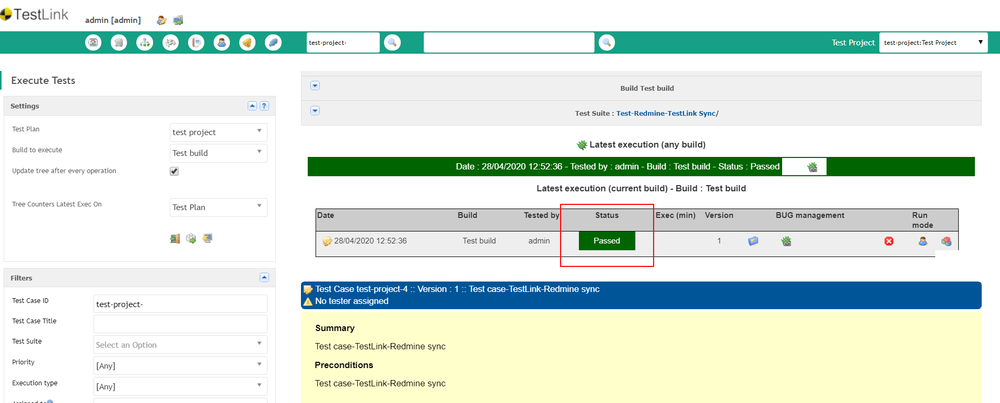 TestLink
admin [admin]
test-project-
Test Project
test-project:Test Project
Execute Tests
Settings
?
Test Plan
test project
Build to execute
Test build
Update tree after every operation
Tree Counters Latest Exec On
Test Plan
Filters
Test Case ID
test-project-
Test Case Title
Test Suite
Select an Option
Priority
[Any]
Execution type
[Any]
Assigned to
Build Test build
Test Suite : Test-Redmine-TestLink Sync/
Latest execution (any build)
Date : 28/04/2020 12:52:36 - Tested by : admin - Build : Test build - Status : Passed
Latest execution (current build) - Build : Test build
Date Build Tested by Status Exec (min) Version BUG management Run mode
28/04/2020 12:52:36 Test build admin Passed 1
Test Case test-project-4 :: Version : 1 :: Test case-TestLink-Redmine sync
No tester assigned
Summary
Test case-TestLink-Redmine sync
Preconditions
Test case-TestLink-Redmine sync